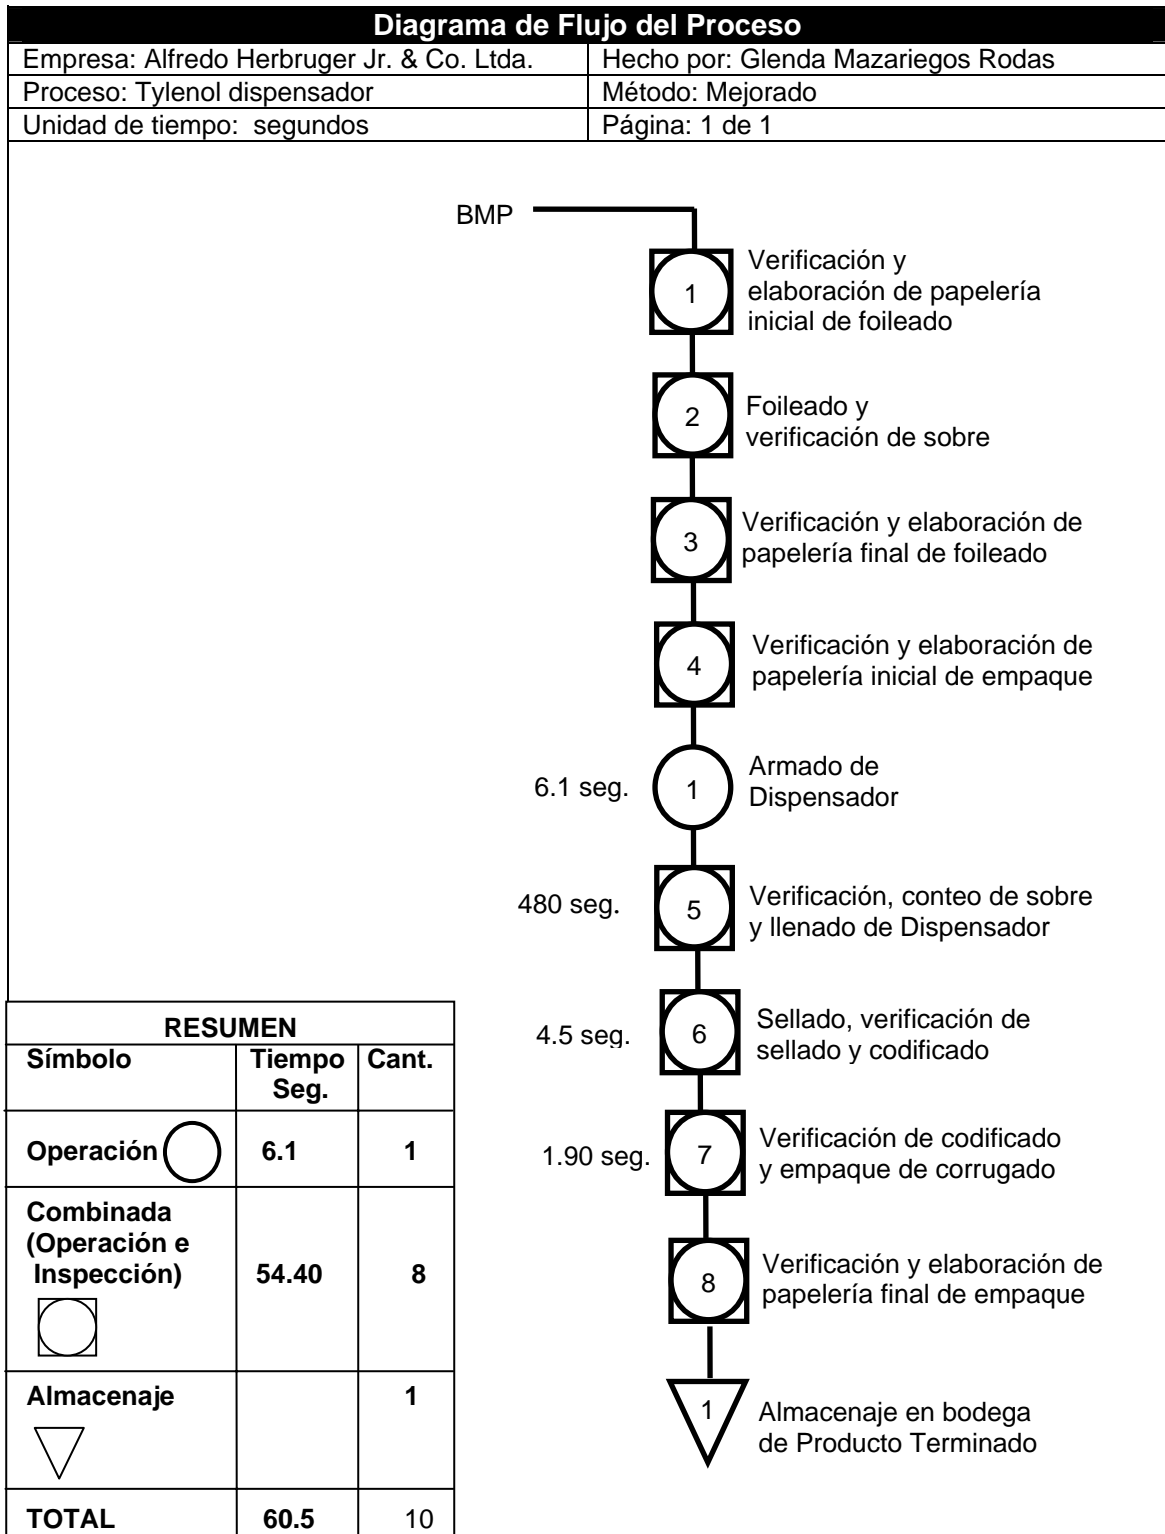 Diagrama de Flujo del Proceso
Empresa: Alfredo Herbruger Jr. & Co. Ltda.
Hecho por: Glenda Mazariegos Rodas
Proceso: Tylenol dispensador
Método: Mejorado
Unidad de tiempo: segundos
Página: 1 de 1
BMP
1
Verificación y
elaboración de papelería
inicial de foileado
2
Foileado y
verificación de sobre
3
Verificación y elaboración de
papelería final de foileado
4
Verificación y elaboración de
papelería inicial de empaque
6.1 seg.
1
Armado de
Dispensador
480 seg.
5
Verificación, conteo de sobre
y llenado de Dispensador
4.5 seg.
6
Sellado, verificación de
sellado y codificado
1.90 seg.
7
Verificación de codificado
y empaque de corrugado
8
Verificación y elaboración de
papelería final de empaque
1
Almacenaje en bodega
de Producto Terminado
RESUMEN
Símbolo
Tiempo
Seg.
Cant.
Operación
6.1
1
Combinada
(Operación e
Inspección)
54.40
8
Almacenaje
1
TOTAL
60.5
10